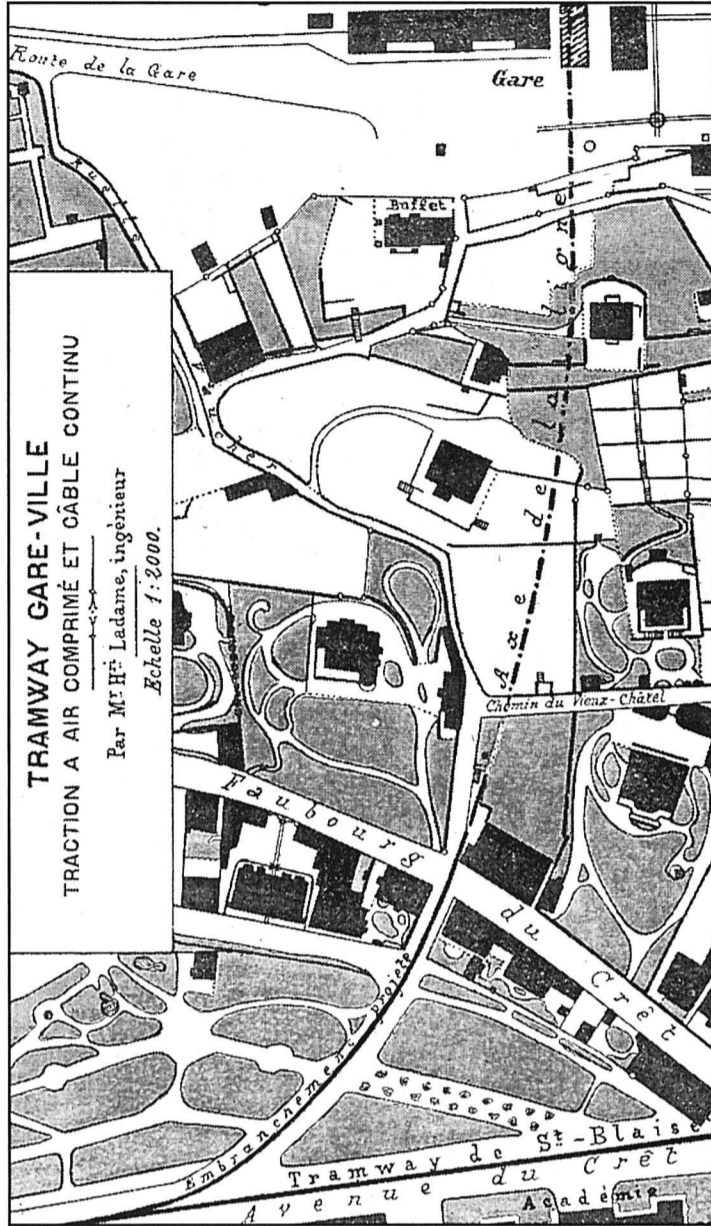 Route de la Gare
Gare
Ruelle
Buffet
Vaucher
Axe de la ligne
TRAMWAY GARE-VILLE
TRACTION A AIR COMPRIMÉ ET CÂBLE CONTINU
Par Mr. Hri. Ladame, ingénieur
Echelle 1:2000.
Chemin du Vieux-Châtel
Faubourg du Crêt
Embranchement projeté
Tramway de St.-Blaise
Avenue du Crêt
Académie